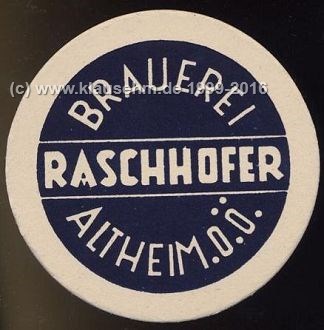 (c) www.klausehm.de 1999-2016
BRAUEREI
RASCHHOFER
ALTHEIM.O.Ö.